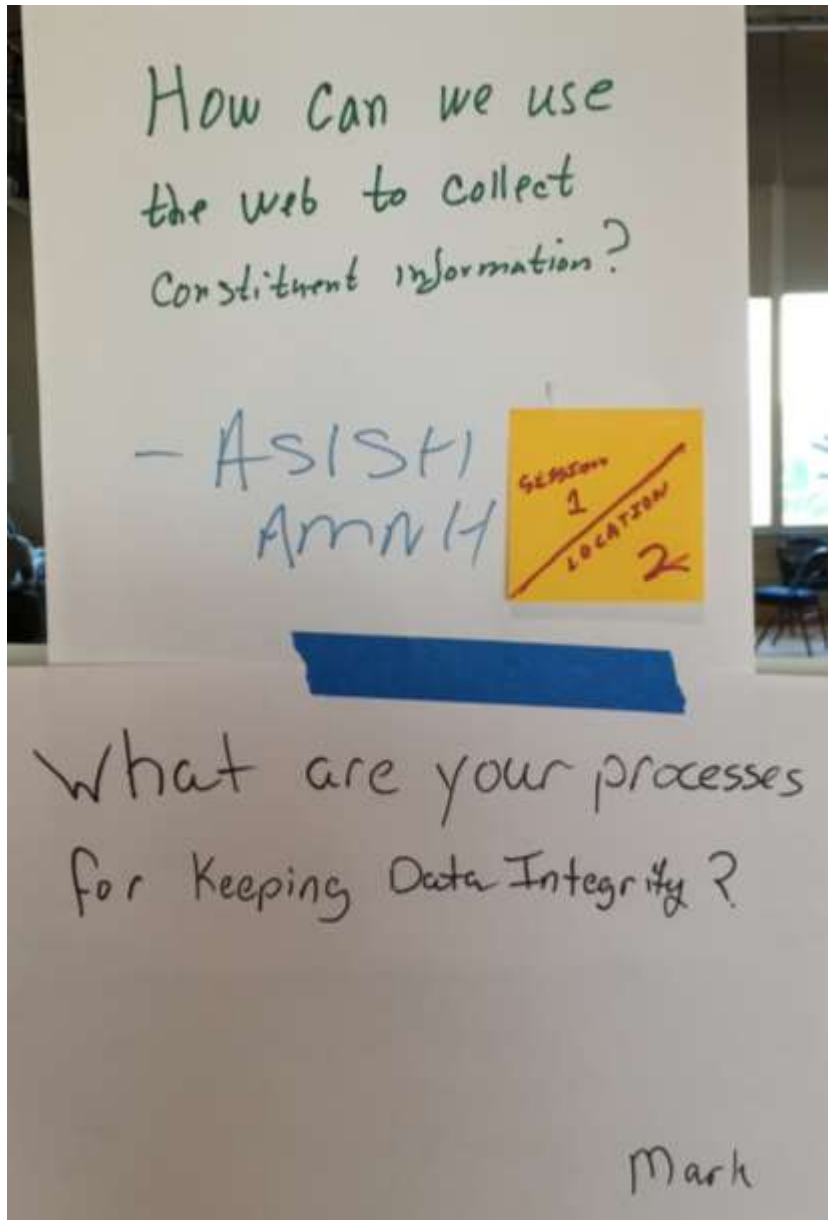 How can we use
the web to collect
Constituent information?
- ASISH
AMNH
SESSION
1
LOCATION
2
What are your processes
for Keeping Data Integrity?
Mark